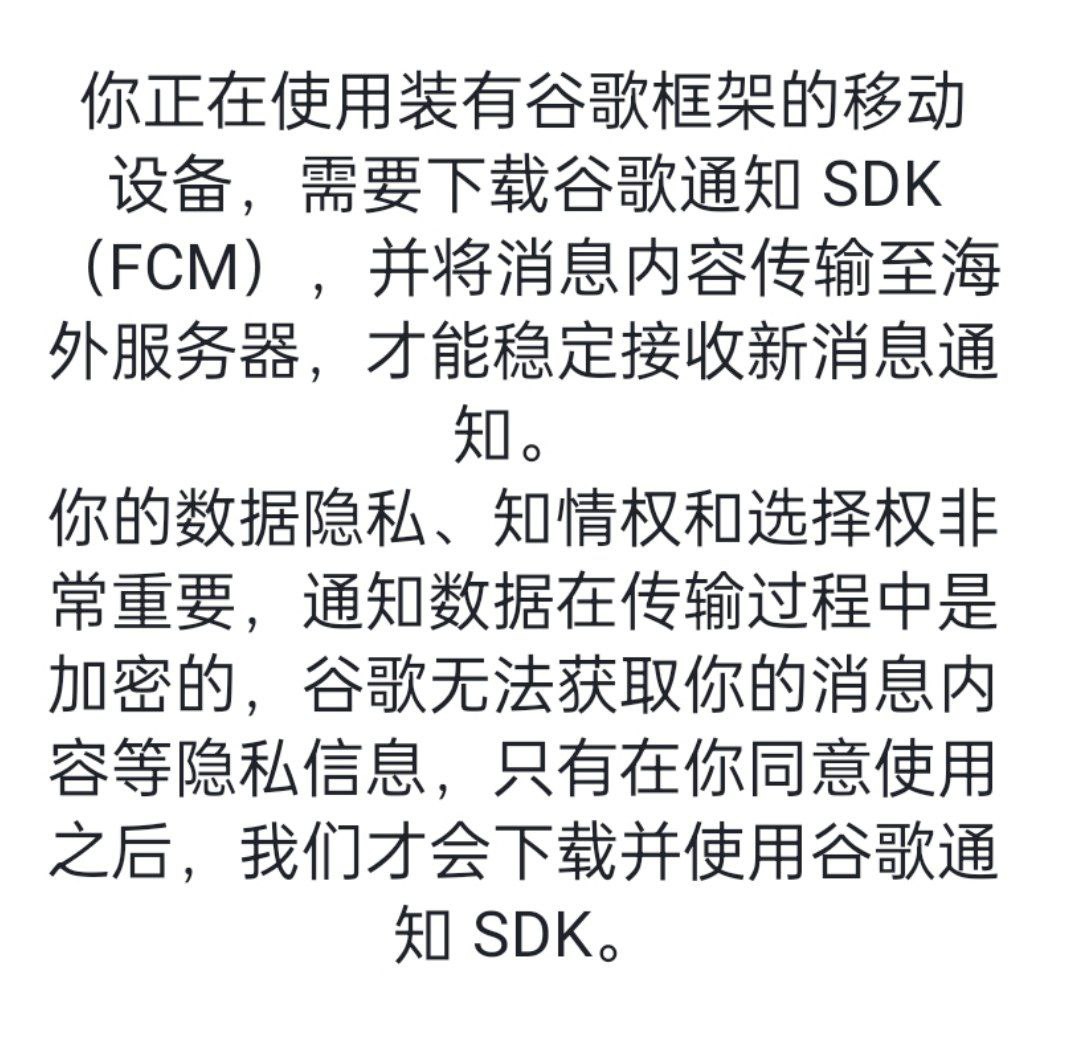 你正在使用装有谷歌框架的移动
设备，需要下载谷歌通知 SDK
（FCM），并将消息内容传输至海
外服务器，才能稳定接收新消息通
知。
你的数据隐私、知情权和选择权非
常重要，通知数据在传输过程中是
加密的，谷歌无法获取你的消息内
容等隐私信息，只有在你同意使用
之后，我们才会下载并使用谷歌通
知 SDK。